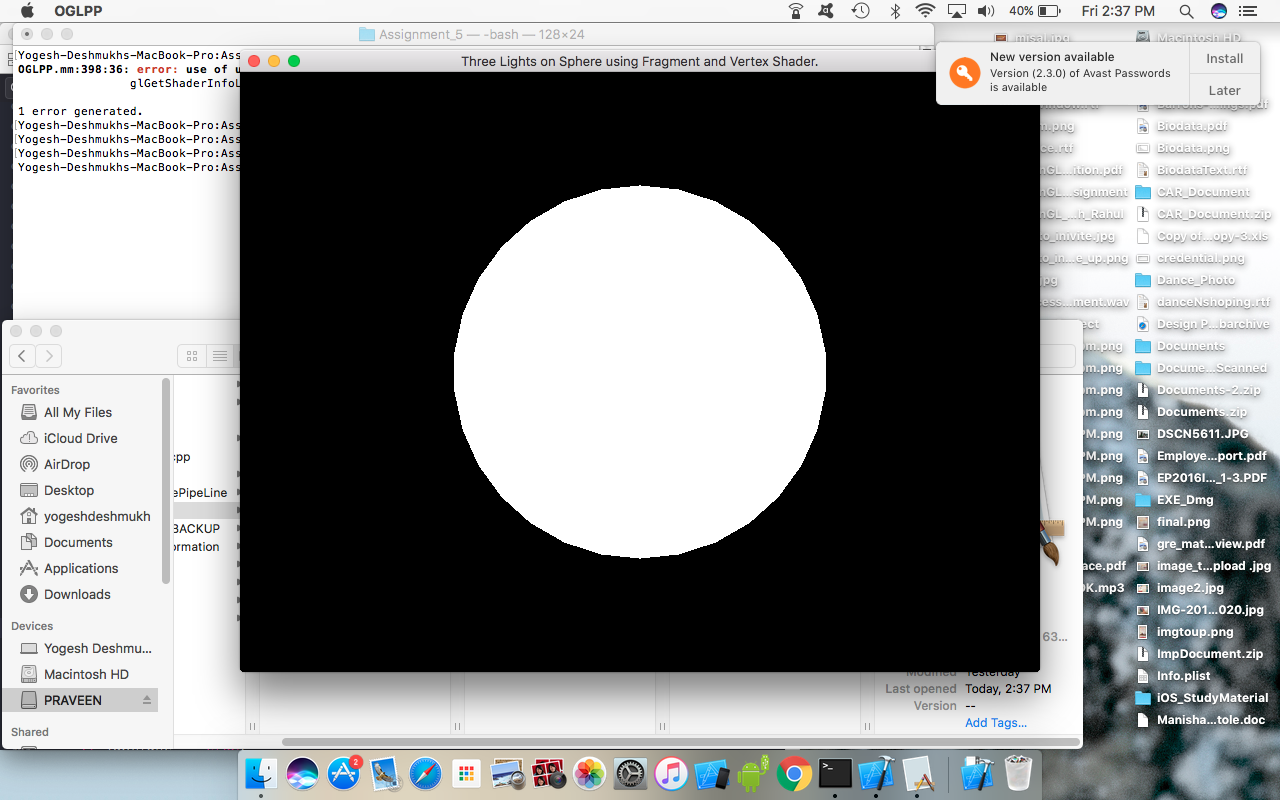 OGLPP
40%
Fri 2:37 PM
Assignment_5 — -bash — 128×24
Yogesh-Deshmukhs-MacBook-Pro:Ass
OGLPP.mm:398:36: error: use of u
glGetShaderInfoL
1 error generated.
Yogesh-Deshmukhs-MacBook-Pro:Ass
Yogesh-Deshmukhs-MacBook-Pro:Ass
Yogesh-Deshmukhs-MacBook-Pro:Ass
Yogesh-Deshmukhs-MacBook-Pro:Ass
Three Lights on Sphere using Fragment and Vertex Shader.
New version available
Version (2.3.0) of Avast Passwords
is available
Install
Later
misal.jpg
Macintosh HD
Biodata.pdf
Biodata.png
BiodataText.rtf
CAR_Document
CAR_Document.zip
Copy of...opy-3.xls
credential.png
Dance_Photo
danceNshoping.rtf
Design P...barchive
Documents
Docume...Scanned
Documents-2.zip
Documents.zip
DSCN5611.JPG
Employe...port.pdf
EP2016I..._1-3.PDF
EXE_Dmg
final.png
gre_mat...view.pdf
image_t...pload .jpg
image2.jpg
IMG-201...020.jpg
imgtoup.png
ImpDocument.zip
Info.plist
iOS_StudyMaterial
Manisha...tole.doc
Favorites
All My Files
iCloud Drive
AirDrop
Desktop
yogeshdeshmukh
Documents
Applications
Downloads
Devices
Yogesh Deshmu...
Macintosh HD
PRAVEEN
Shared
cpp
ePipeLine
BACKUP
ormation
63...
Modified Yesterday
Last opened Today, 2:37 PM
Version --
Add Tags...
2